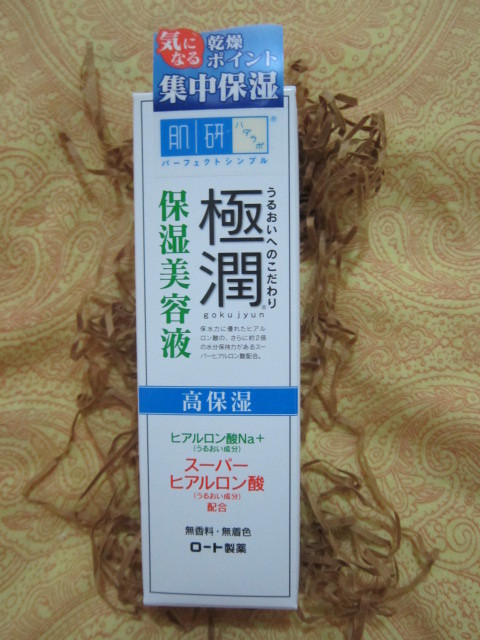 気になる
乾燥
ポイント
集中保湿
肌研
ハダラボ
®
パーフェクトシンプル
うるおいへのこだわり
極潤
®
gokujyun
保湿美容液
保水力に優れたヒアル
ロン酸の、さらに約2倍
の水分保持力があるスー
パーヒアルロン酸配合。
高保湿
ヒアルロン酸Na+
(うるおい成分)
スーパー
ヒアルロン酸
(うるおい成分)
配合
無香料・無着色
ロート製薬